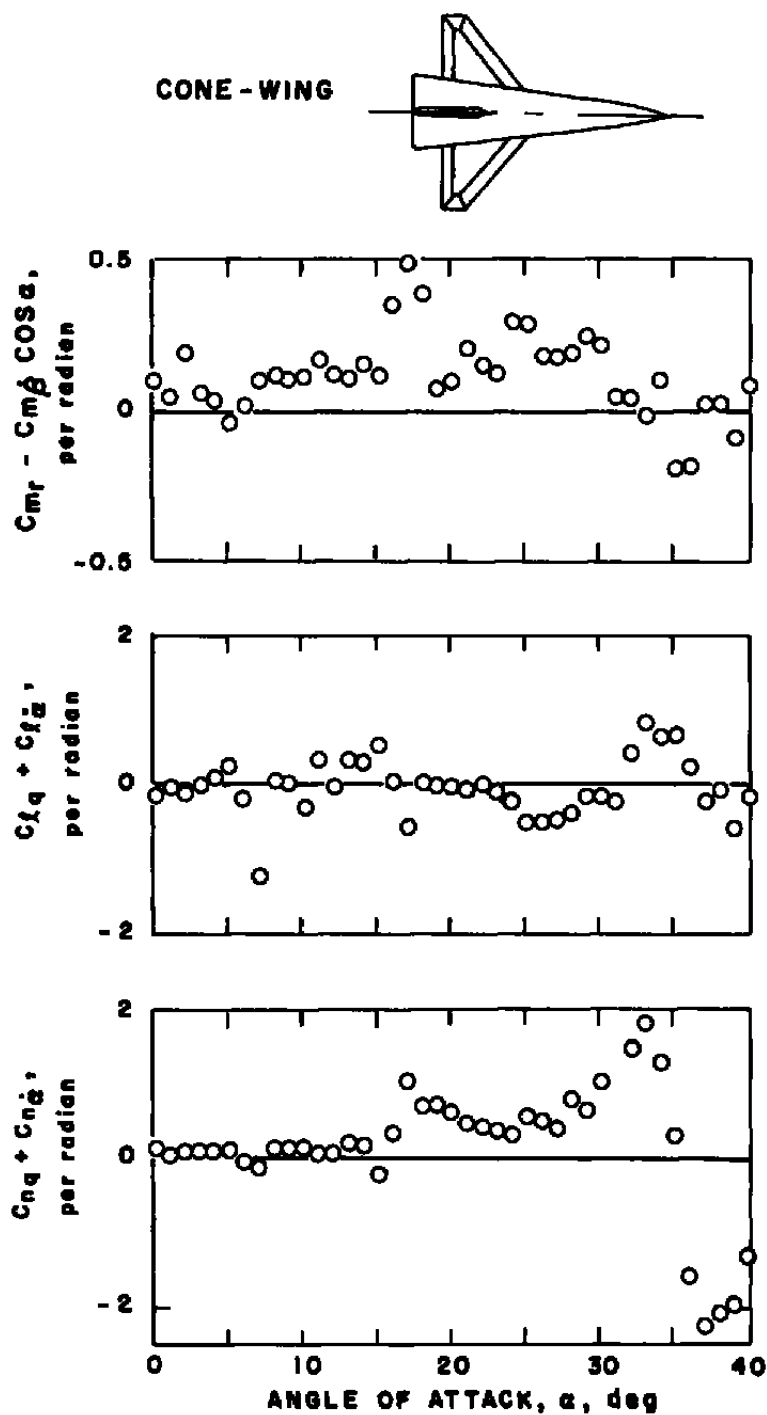 CONE-WING
Cmr - Cmβ̇ COS α,
per radian
0.5
0
-0.5
Cℓq + Cℓα̇,
per radian
2
0
-2
Cnq + Cnα̇,
per radian
2
0
-2
0 10 20 30 40
ANGLE OF ATTACK, α, deg